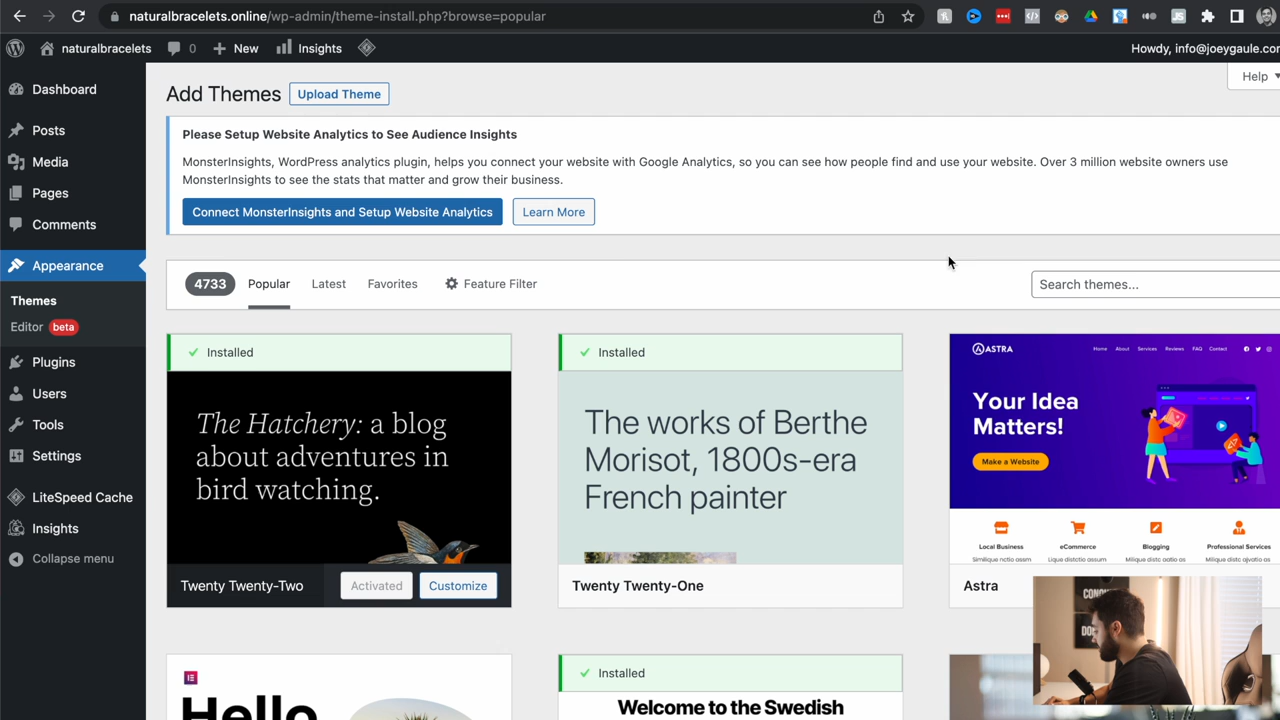 naturalbracelets.online/wp-admin/theme-install.php?browse=popular
naturalbracelets 0 New Insights
Howdy, info@joeygaule.com
Dashboard
Posts
Media
Pages
Comments
Appearance
Themes
Editor beta
Plugins
Users
Tools
Settings
LiteSpeed Cache
Insights
Collapse menu
Help
Add Themes Upload Theme
Please Setup Website Analytics to See Audience Insights
MonsterInsights, WordPress analytics plugin, helps you connect your website with Google Analytics, so you can see how people find and use your website. Over 3 million website owners use
MonsterInsights to see the stats that matter and grow their business.
Connect MonsterInsights and Setup Website Analytics Learn More
4733 Popular Latest Favorites Feature Filter Search themes...
Installed
The Hatchery: a blog
about adventures in
bird watching.
Twenty Twenty-Two Activated Customize
Installed
The works of Berthe
Morisot, 1800s-era
French painter
Twenty Twenty-One
ASTRA Home About Services Reviews FAQ Contact
Your Idea
Matters!
Make a Website
Local Business eCommerce Blogging Professional Services
Astra
Hello
Installed
Welcome to the Swedish